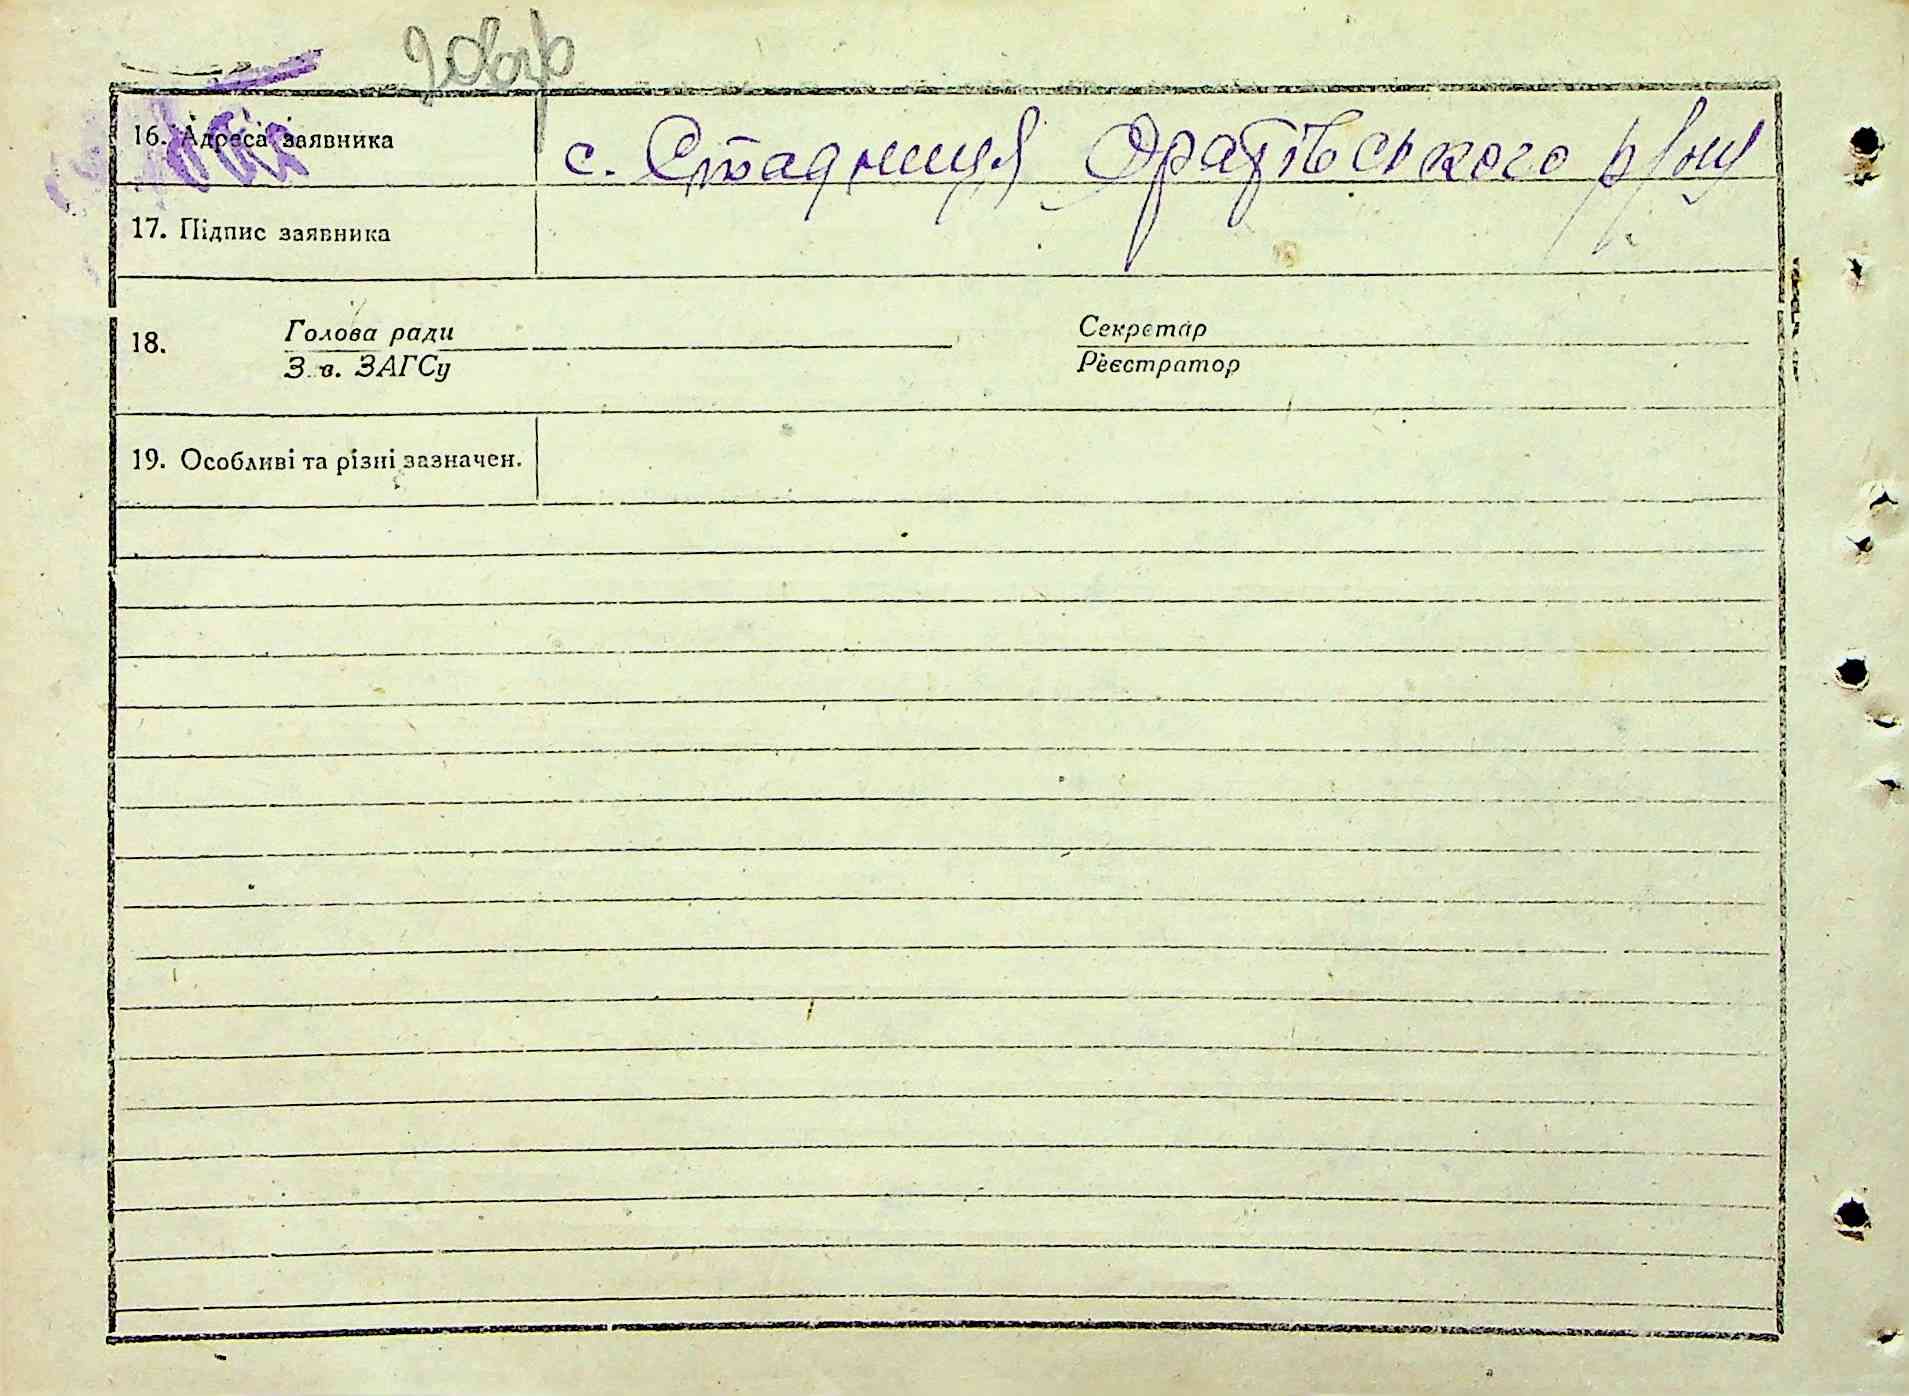 16. Адреса заявника с. Стадниця Оратівського р/ну
17. Підпис заявника
18. Голова ради Секретар
З в. ЗАГСу Реєстратор
19. Особливі та різні зазначен.